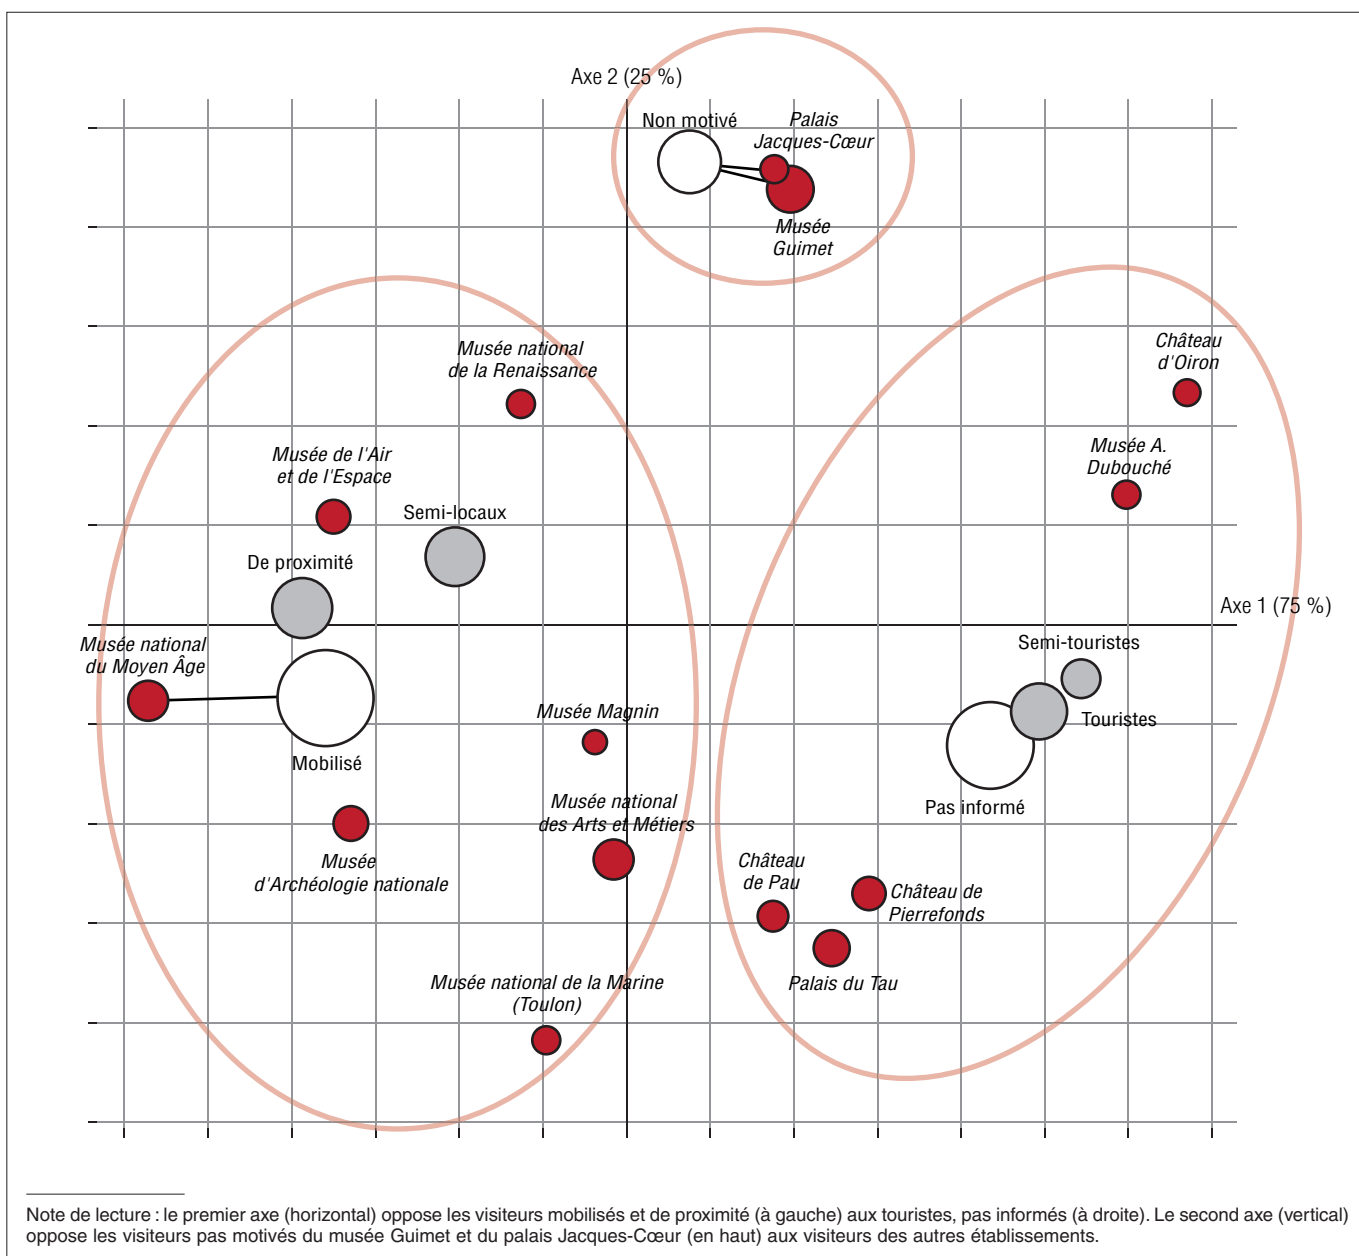 Axe 2 (25 %)
Non motivé
Palais
Jacques-Cœur
Musée
Guimet
Musée national
de la Renaissance
Château
d'Oiron
Musée de l'Air
et de l'Espace
Musée A.
Dubouché
Semi-locaux
De proximité
Axe 1 (75 %)
Musée national
du Moyen Âge
Semi-touristes
Musée Magnin
Touristes
Mobilisé
Musée national
des Arts et Métiers
Pas informé
Musée
d'Archéologie nationale
Château
de Pau
Château de
Pierrefonds
Musée national de la Marine
(Toulon)
Palais du Tau
Note de lecture : le premier axe (horizontal) oppose les visiteurs mobilisés et de proximité (à gauche) aux touristes, pas informés (à droite). Le second axe (vertical)
oppose les visiteurs pas motivés du musée Guimet et du palais Jacques-Cœur (en haut) aux visiteurs des autres établissements.